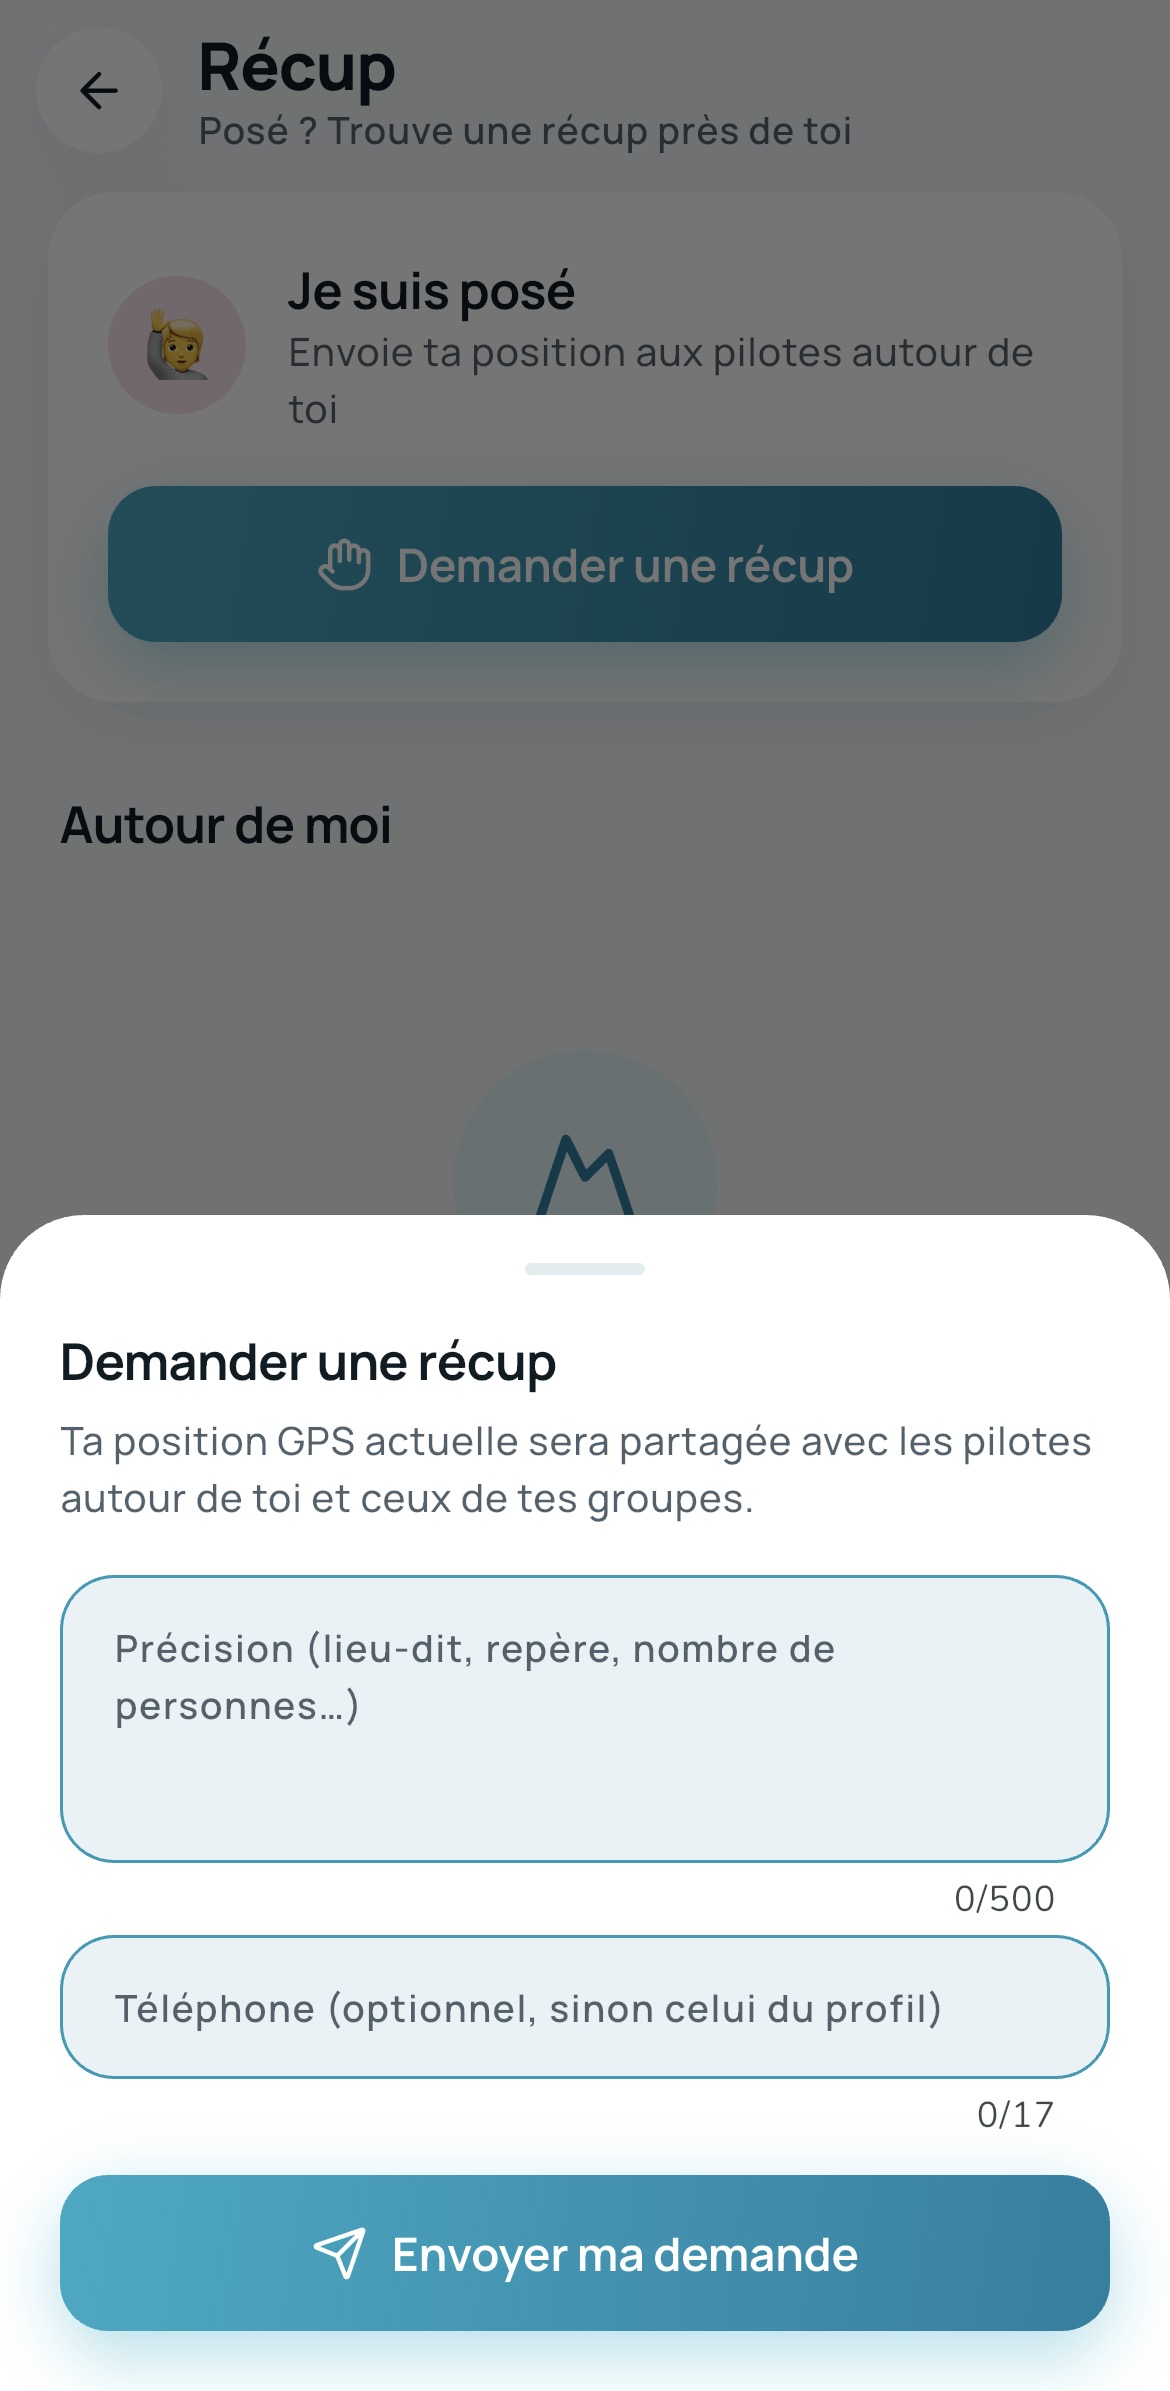 Récup
Posé ? Trouve une récup près de toi
Je suis posé
Envoie ta position aux pilotes autour de
toi
Demander une récup
Autour de moi
Demander une récup
Ta position GPS actuelle sera partagée avec les pilotes
autour de toi et ceux de tes groupes.
Précision (lieu-dit, repère, nombre de
personnes…)
0/500
Téléphone (optionnel, sinon celui du profil)
0/17
Envoyer ma demande